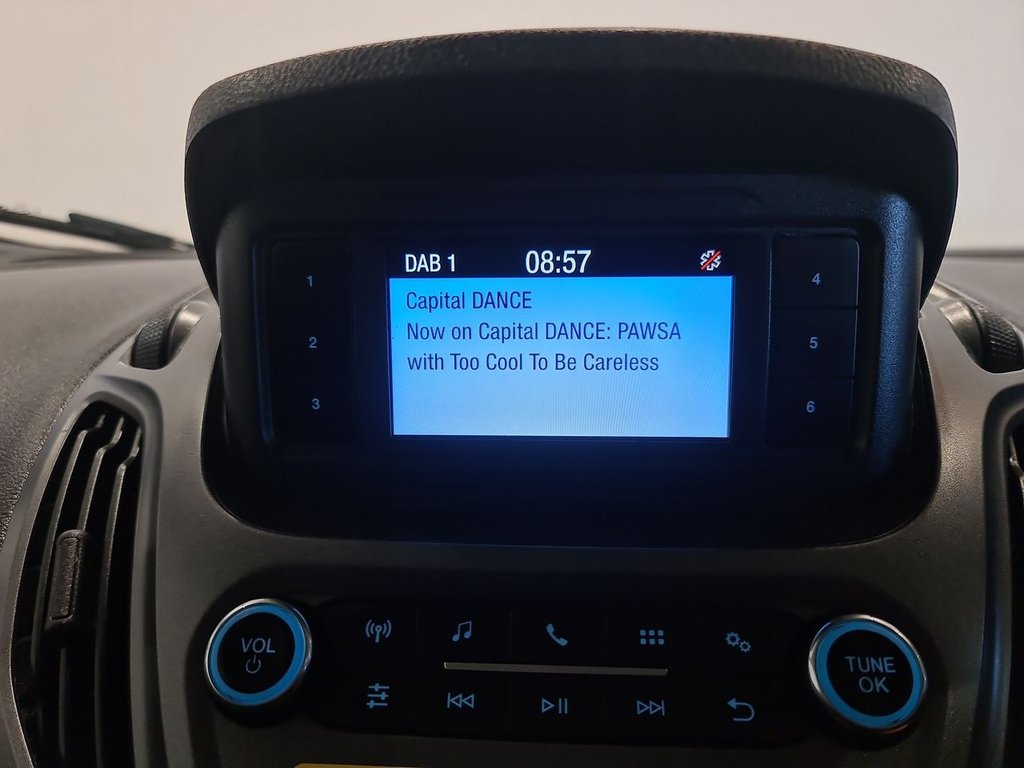 DAB 1 08:57
Capital DANCE
Now on Capital DANCE: PAWSA
with Too Cool To Be Careless
1
2
3
4
5
6
VOL
TUNE
OK